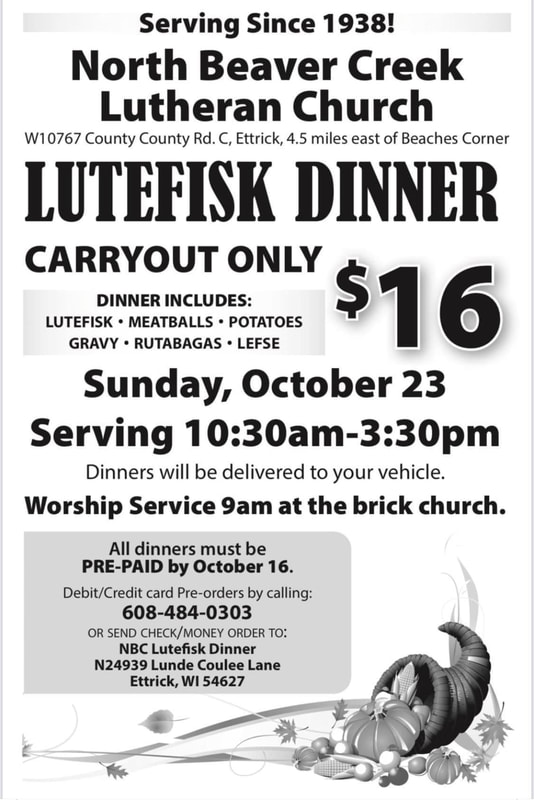 Serving Since 1938!
North Beaver Creek
Lutheran Church
W10767 County County Rd. C, Ettrick, 4.5 miles east of Beaches Corner
LUTEFISK DINNER
CARRYOUT ONLY
$16
DINNER INCLUDES:
LUTEFISK • MEATBALLS • POTATOES
GRAVY • RUTABAGAS • LEFSE
Sunday, October 23
Serving 10:30am-3:30pm
Dinners will be delivered to your vehicle.
Worship Service 9am at the brick church.
All dinners must be
PRE-PAID by October 16.
Debit/Credit card Pre-orders by calling:
608-484-0303
OR SEND CHECK/MONEY ORDER TO:
NBC Lutefisk Dinner
N24939 Lunde Coulee Lane
Ettrick, WI 54627